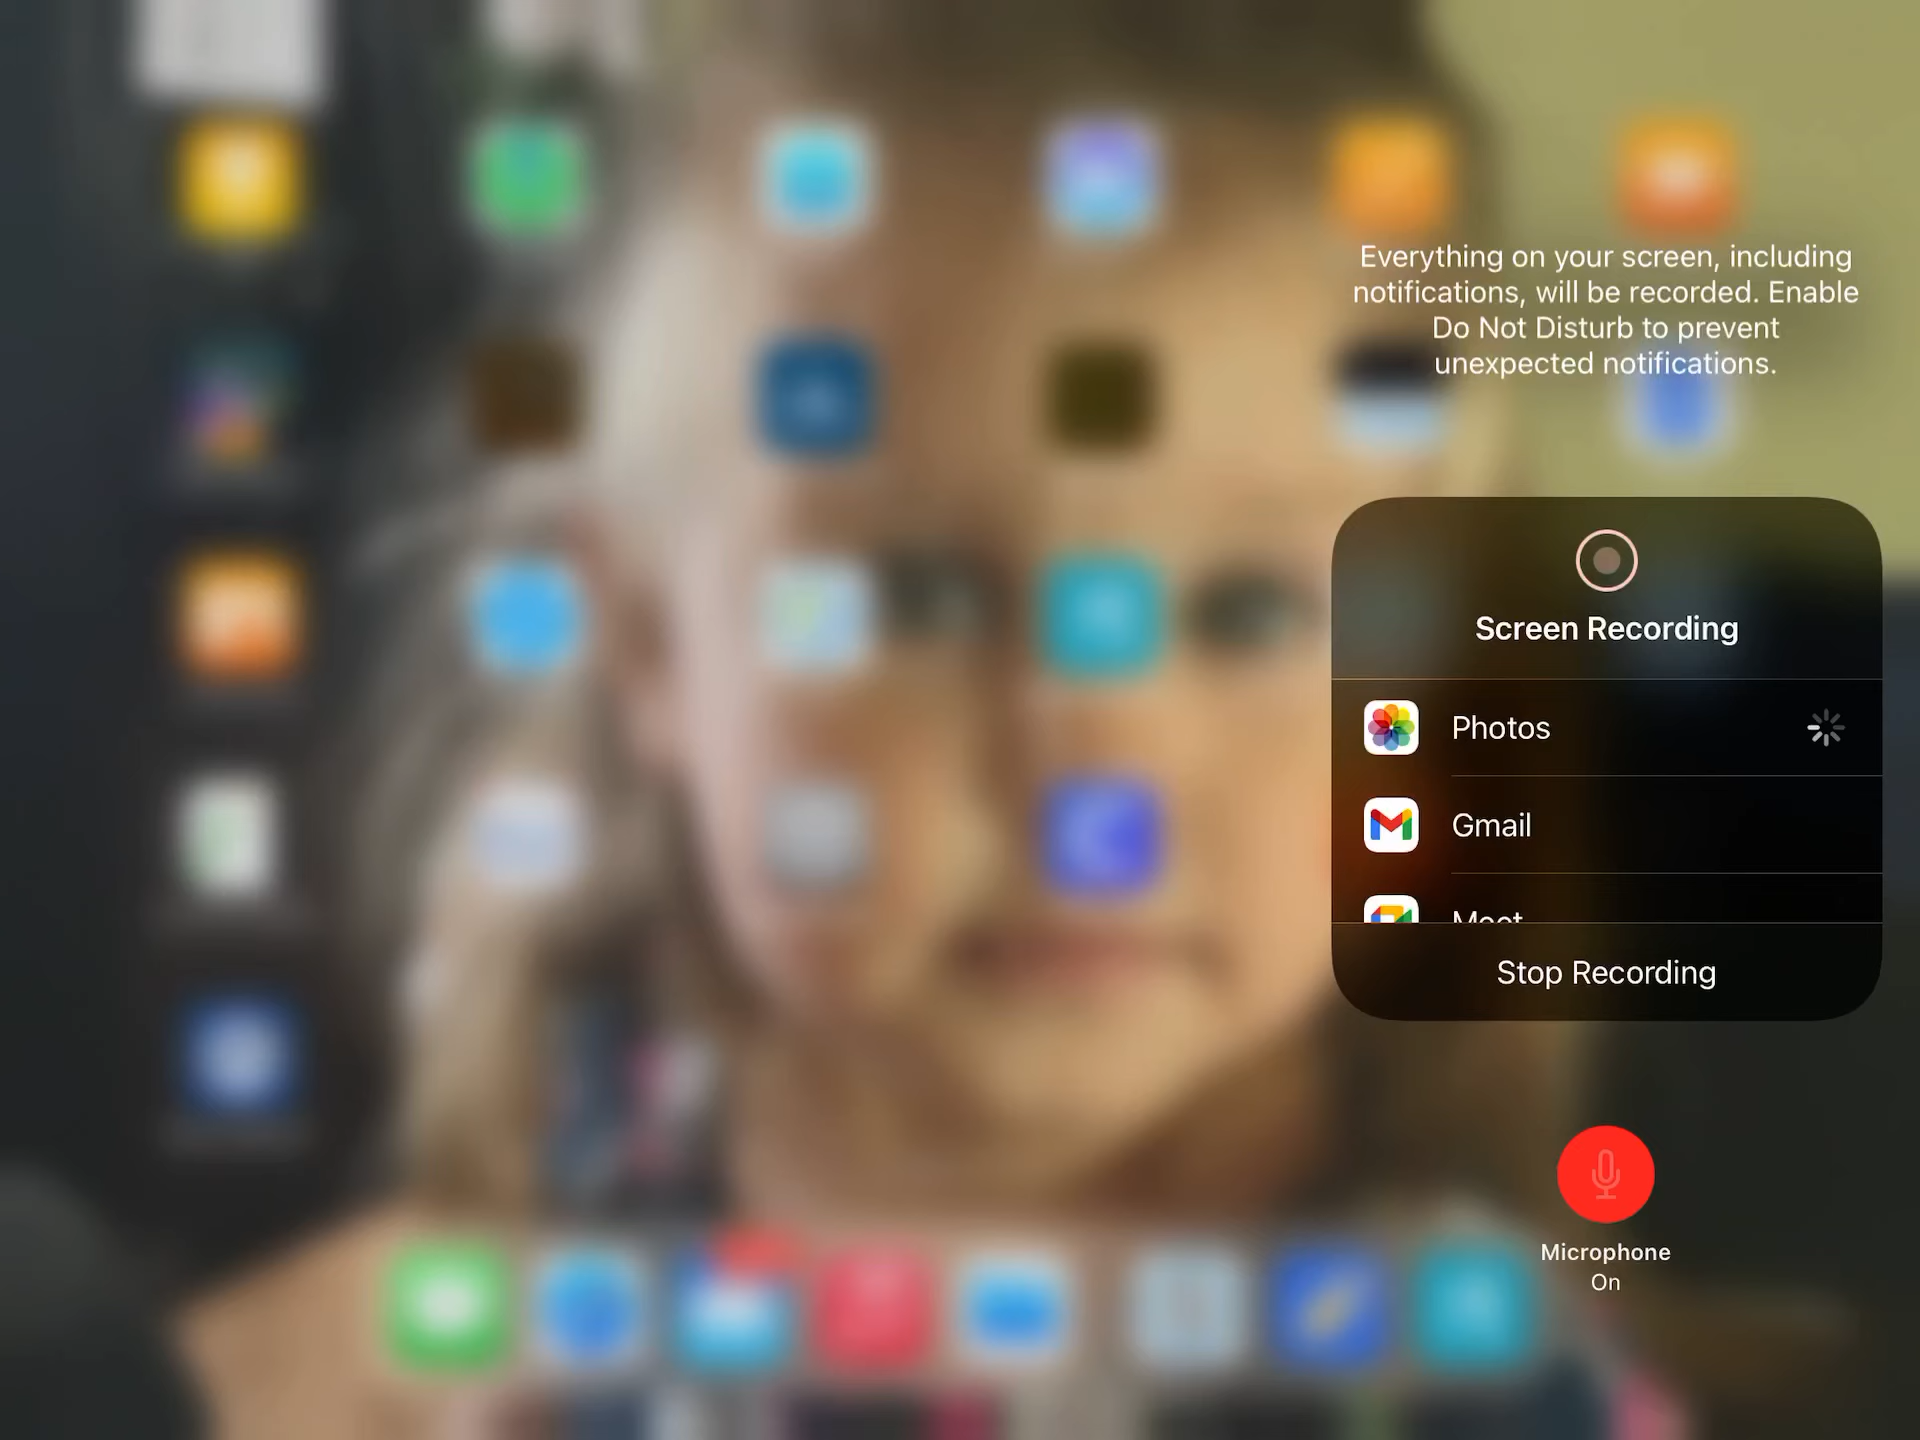 Everything on your screen, including
notifications, will be recorded. Enable
Do Not Disturb to prevent
unexpected notifications.
Screen Recording
Photos
Gmail
Meet
Stop Recording
Microphone
On